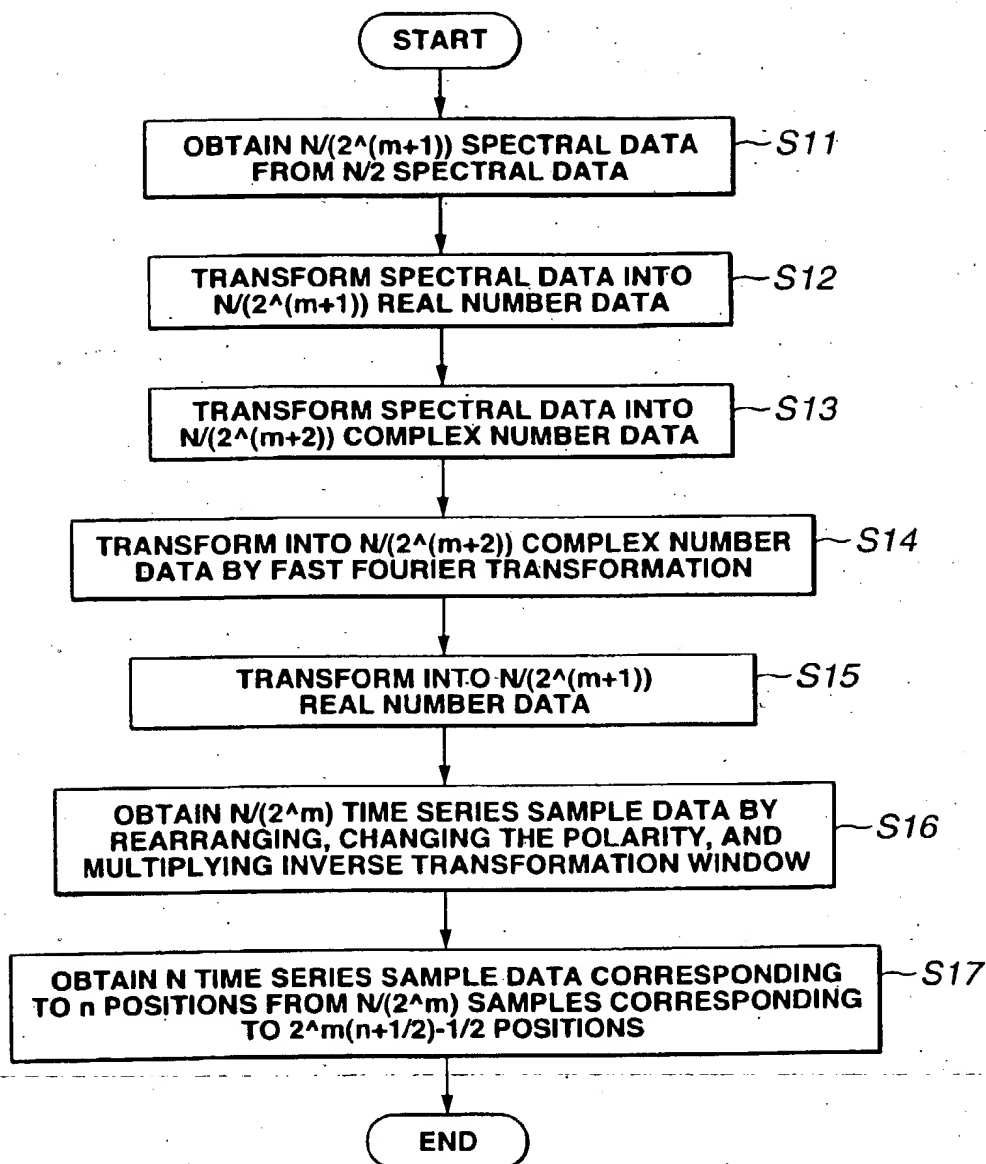 START
OBTAIN N/(2^(m+1)) SPECTRAL DATA
FROM N/2 SPECTRAL DATA
S11
TRANSFORM SPECTRAL DATA INTO
N/(2^(m+1)) REAL NUMBER DATA
S12
TRANSFORM SPECTRAL DATA INTO
N/(2^(m+2)) COMPLEX NUMBER DATA
S13
TRANSFORM INTO N/(2^(m+2)) COMPLEX NUMBER
DATA BY FAST FOURIER TRANSFORMATION
S14
TRANSFORM INTO N/(2^(m+1))
REAL NUMBER DATA
S15
OBTAIN N/(2^m) TIME SERIES SAMPLE DATA BY
REARRANGING, CHANGING THE POLARITY, AND
MULTIPLYING INVERSE TRANSFORMATION WINDOW
S16
OBTAIN N TIME SERIES SAMPLE DATA CORRESPONDING
TO n POSITIONS FROM N/(2^m) SAMPLES CORRESPONDING
TO 2^m(n+1/2)-1/2 POSITIONS
S17
END